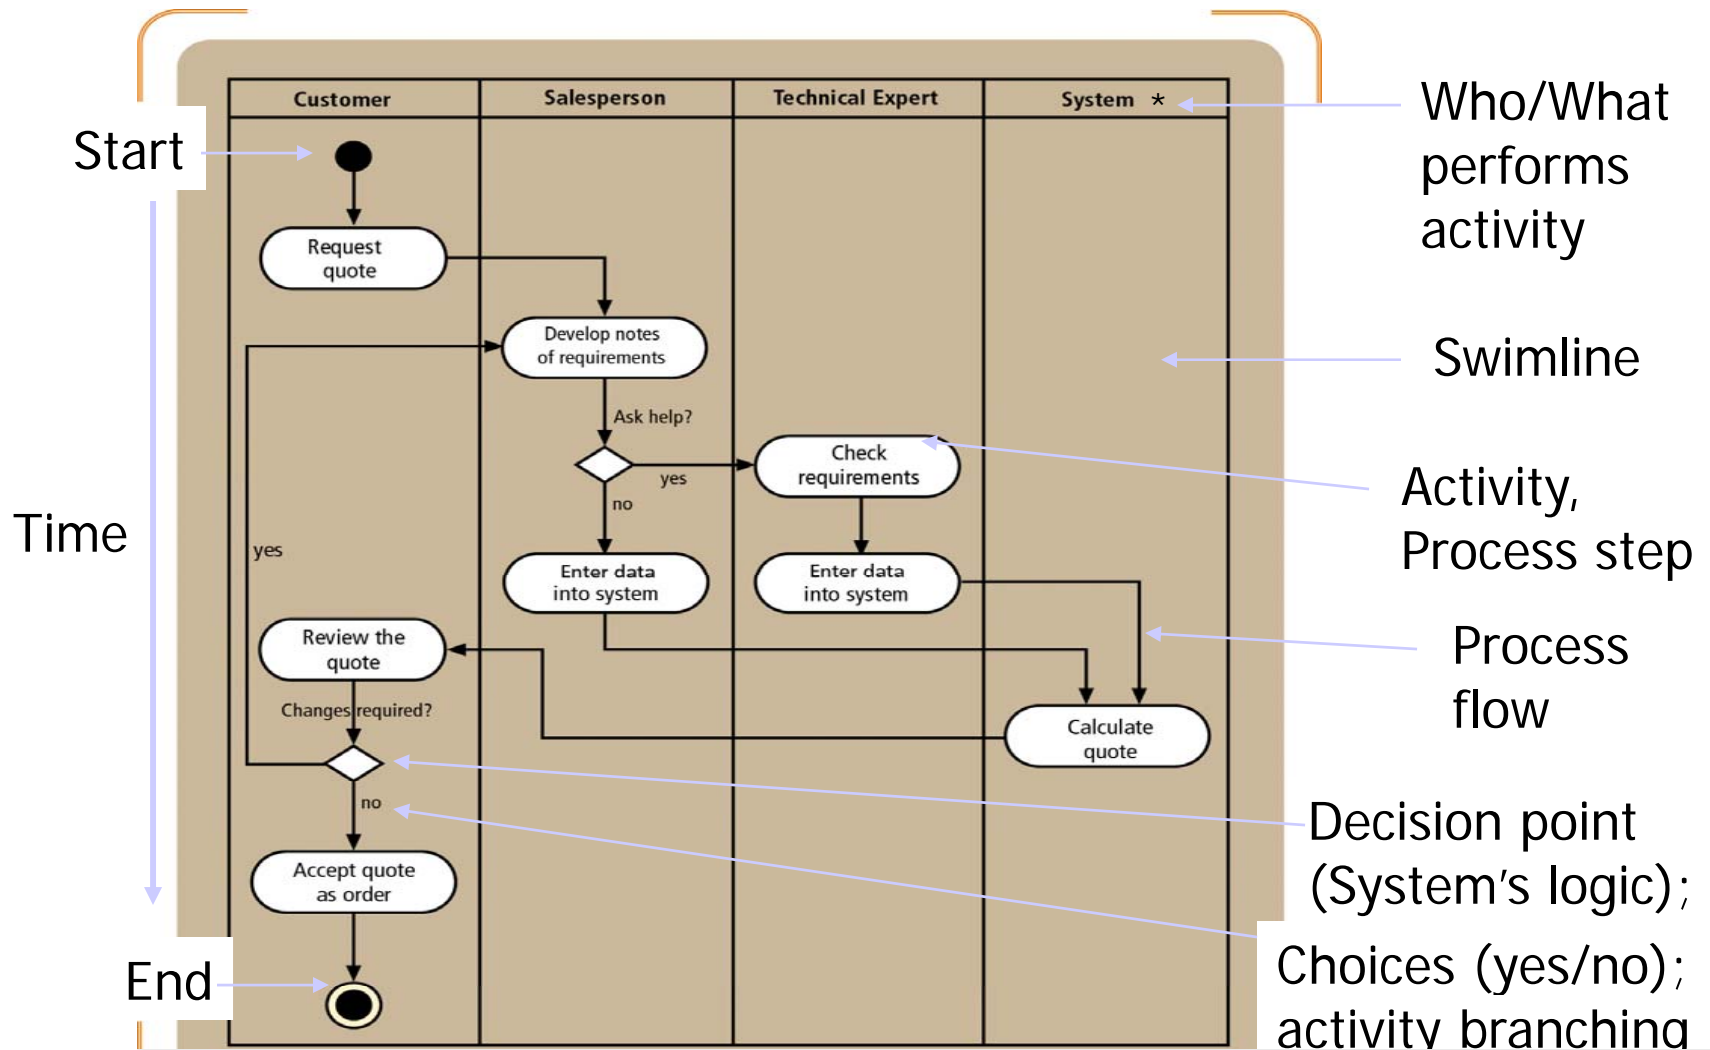 Customer
Salesperson
Technical Expert
System *
Who/What
performs
activity
Start
Request
quote
Develop notes
of requirements
Swimline
Ask help?
Check
requirements
yes
no
Activity,
Process step
Time
yes
Enter data
into system
Enter data
into system
Review the
quote
Process
flow
Changes required?
Calculate
quote
no
Decision point
(System's logic);
Accept quote
as order
End
Choices (yes/no);
activity branching